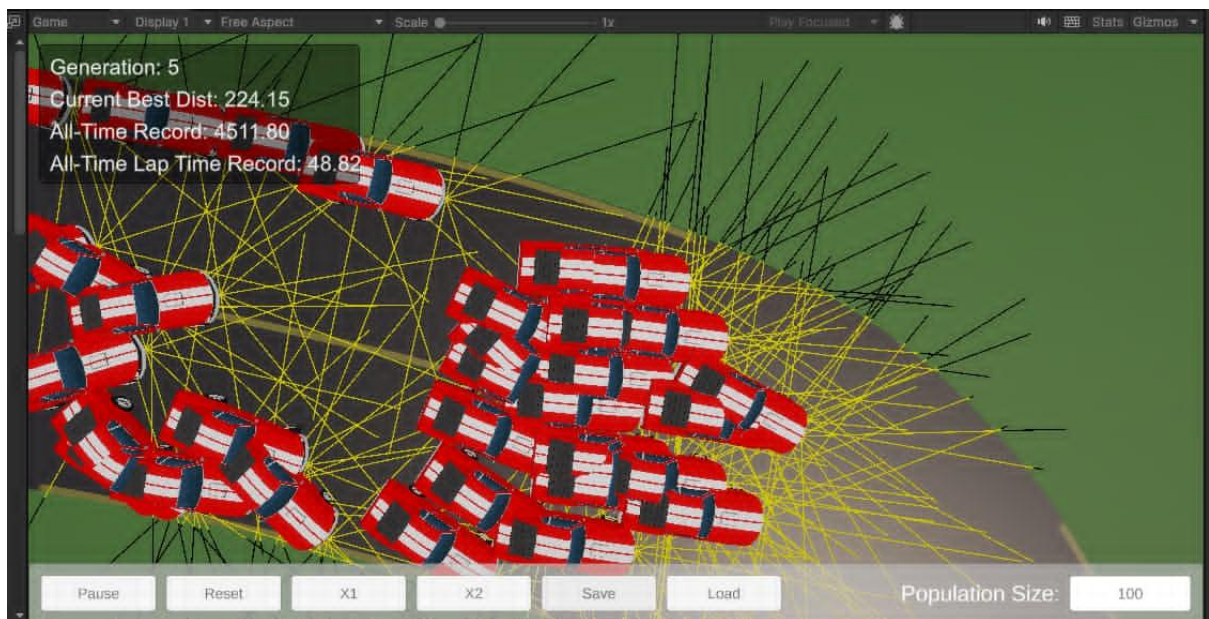 Game Display 1 Free Aspect Scale 1x Play Focused Stats Gizmos
Generation: 5
Current Best Dist: 224.15
All-Time Record: 4511.80
All-Time Lap Time Record: 48.82
Pause Reset X1 X2 Save Load Population Size: 100